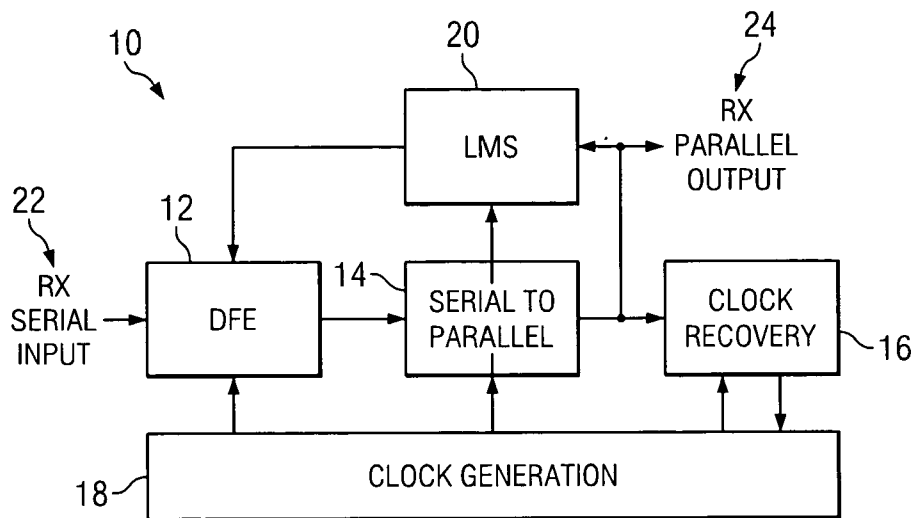 10
20
24
LMS
RX
PARALLEL
OUTPUT
22
12
RX
SERIAL
INPUT
DFE
14
SERIAL TO
PARALLEL
CLOCK
RECOVERY
16
18
CLOCK GENERATION